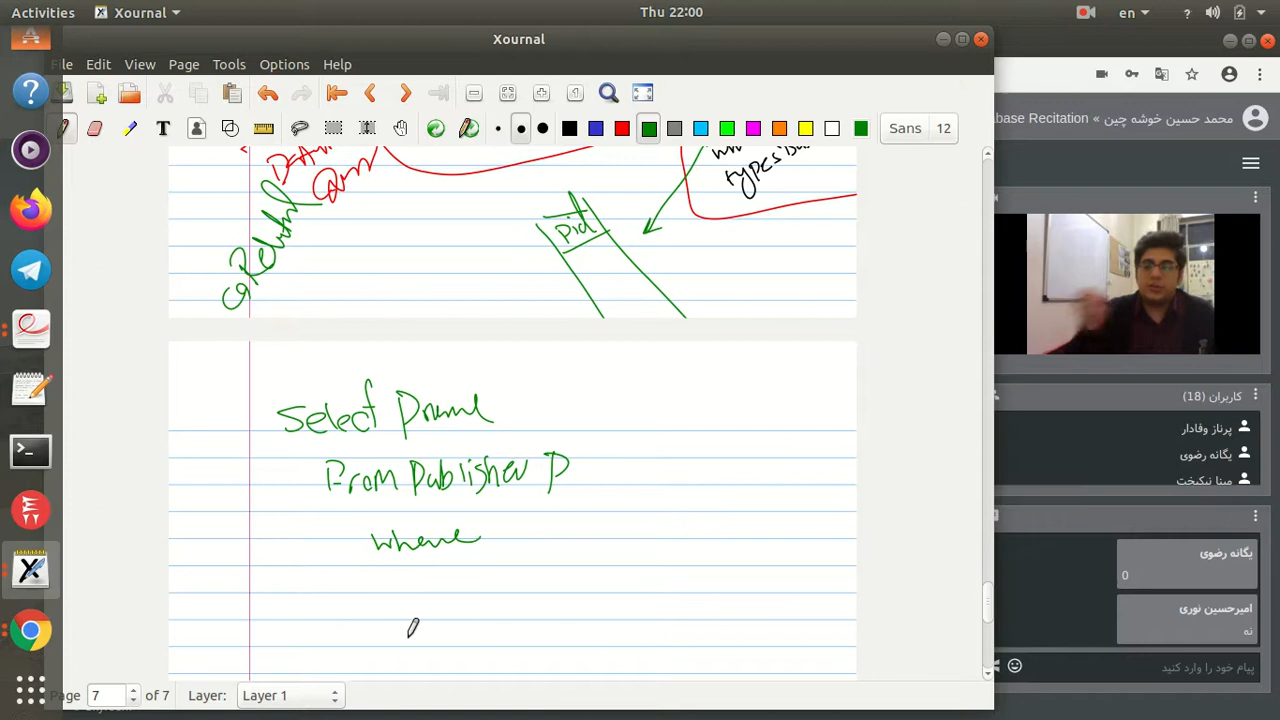 Activities
Xournal
Thu 22:00
en
Xournal
File
Edit
View
Page
Tools
Options
Help
Sans
12
types
pid
Select Pname
From Publisher P
where
Page
7
of 7
Layer:
Layer 1
abase Recitation » محمد حسین خوشه چین
کاربران (18)
پرناز وفادار
یگانه رضوی
مینا نیکبخت
یگانه رضوی
0
امیرحسین نوری
نه
پیام خود را وارد کنید